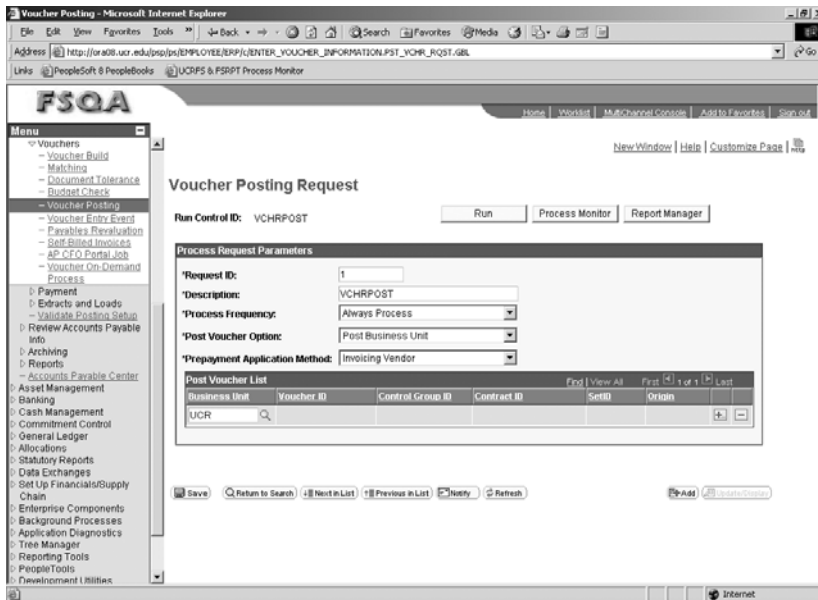 Voucher Posting - Microsoft Internet Explorer
File Edit View Favorites Tools » Back Search Favorites Media
Address http://ora08.ucr.edu/psp/ps/EMPLOYEE/ERP/c/ENTER_VOUCHER_INFORMATION.PST_VCHR_RQST.GBL Go
Links PeopleSoft 8 PeopleBooks UCRFS & FSRPT Process Monitor
FSQA
Home Worklist MultiChannel Console Add to Favorites Sign out
Menu
New Window | Help | Customize Page | http
Vouchers
- Voucher Build
- Matching
- Document Tolerance
- Budget Check
- Voucher Posting
- Voucher Entry Event
- Payables Revaluation
- Self-Billed Invoices
- AP CFO Portal Job
- Voucher On-Demand
Process
Payment
Extracts and Loads
- Validate Posting Setup
Review Accounts Payable
Info
Archiving
Reports
- Accounts Payable Center
Asset Management
Banking
Cash Management
Commitment Control
General Ledger
Allocations
Statutory Reports
Data Exchanges
Set Up Financials/Supply
Chain
Enterprise Components
Background Processes
Application Diagnostics
Tree Manager
Reporting Tools
PeopleTools
Development Utilities
Voucher Posting Request
Run Control ID: VCHRPOST Run Process Monitor Report Manager
Process Request Parameters
*Request ID: 1
*Description: VCHRPOST
*Process Frequency: Always Process
*Post Voucher Option: Post Business Unit
*Prepayment Application Method: Invoicing Vendor
Post Voucher List Find | View All First 1 of 1 Last
Business Unit Voucher ID Control Group ID Contract ID SetID Origin
UCR + -
Save Return to Search Next in List Previous in List Notify Refresh Add Update/Display
Internet